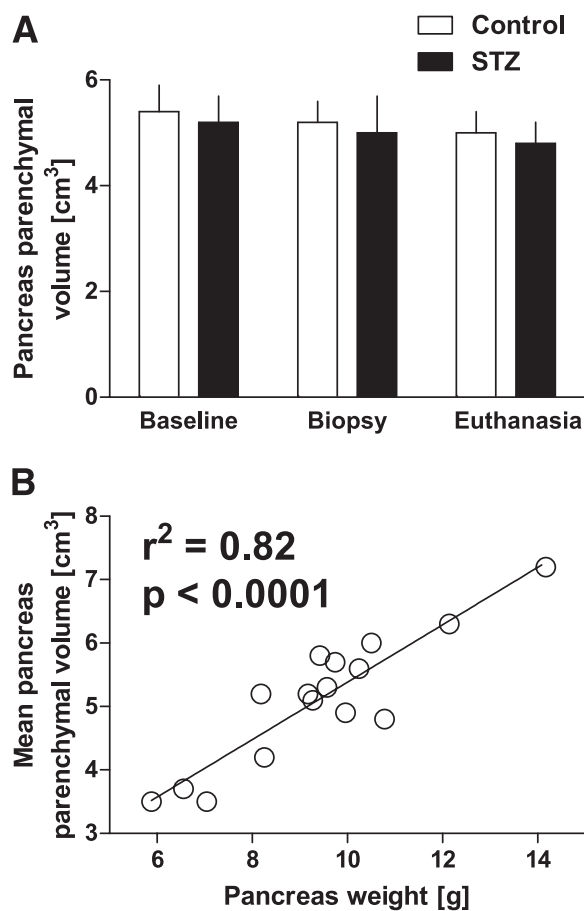 A
Control
STZ
Pancreas parenchymal
volume [cm³]
6
4
2
0
Baseline Biopsy Euthanasia
B
r² = 0.82
p < 0.0001
Mean pancreas
parenchymal volume [cm³]
8
7
6
5
4
3
6 8 10 12 14
Pancreas weight [g]